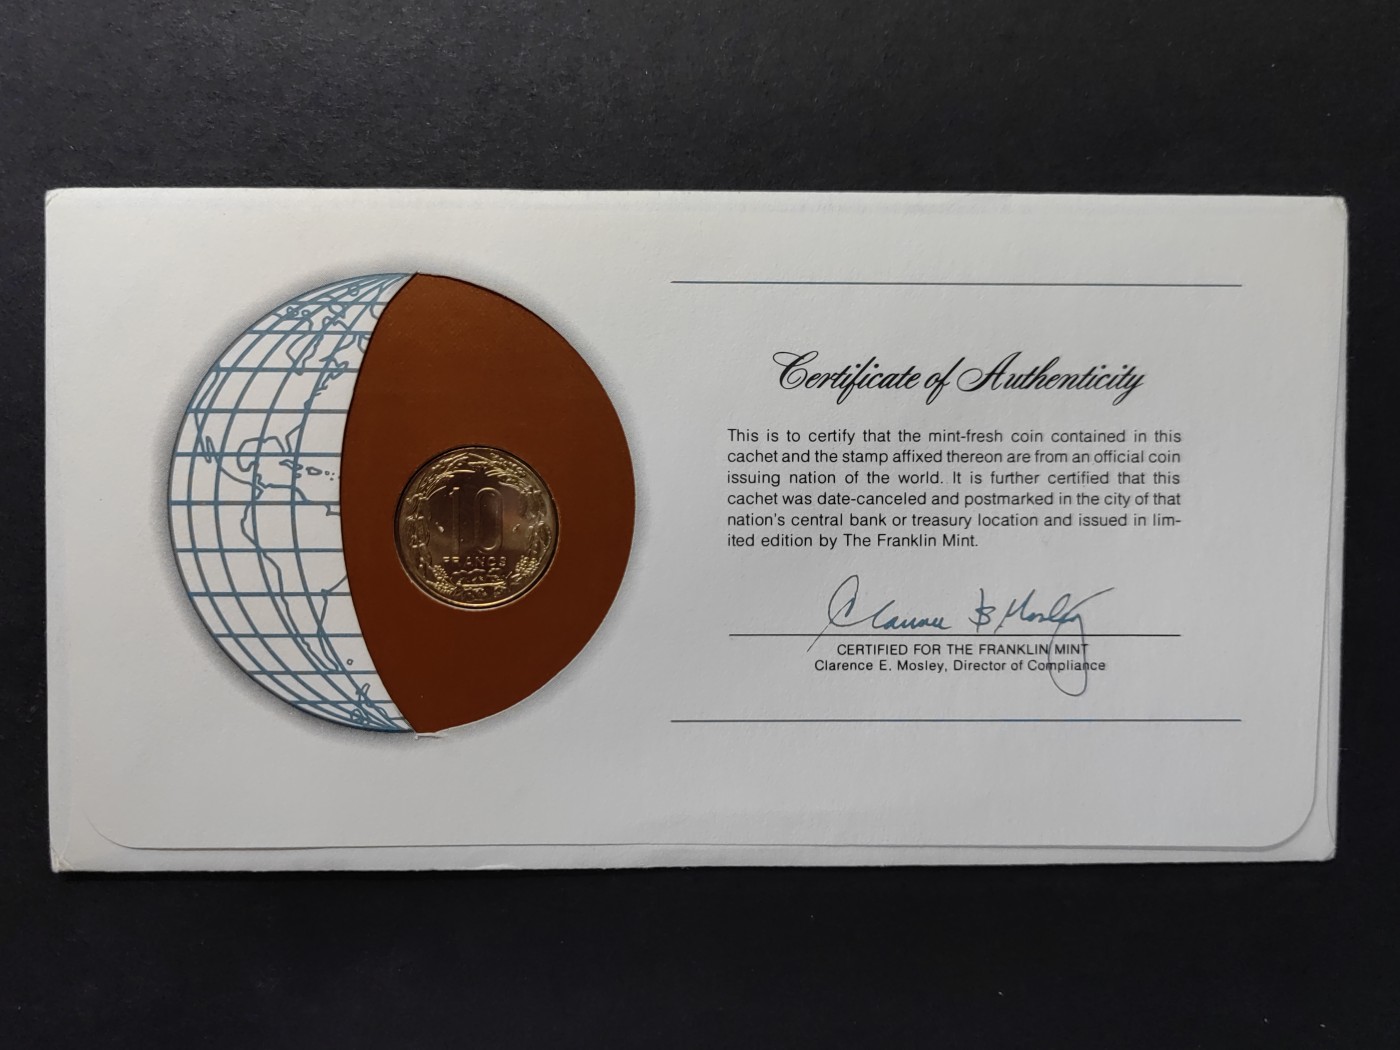 Certificate of Authenticity
This is to certify that the mint-fresh coin contained in this
cachet and the stamp affixed thereon are from an official coin
issuing nation of the world. It is further certified that this
cachet was date-canceled and postmarked in the city of that
nation's central bank or treasury location and issued in lim-
ited edition by The Franklin Mint.
10
FRANCS
CERTIFIED FOR THE FRANKLIN MINT
Clarence E. Mosley, Director of Compliance